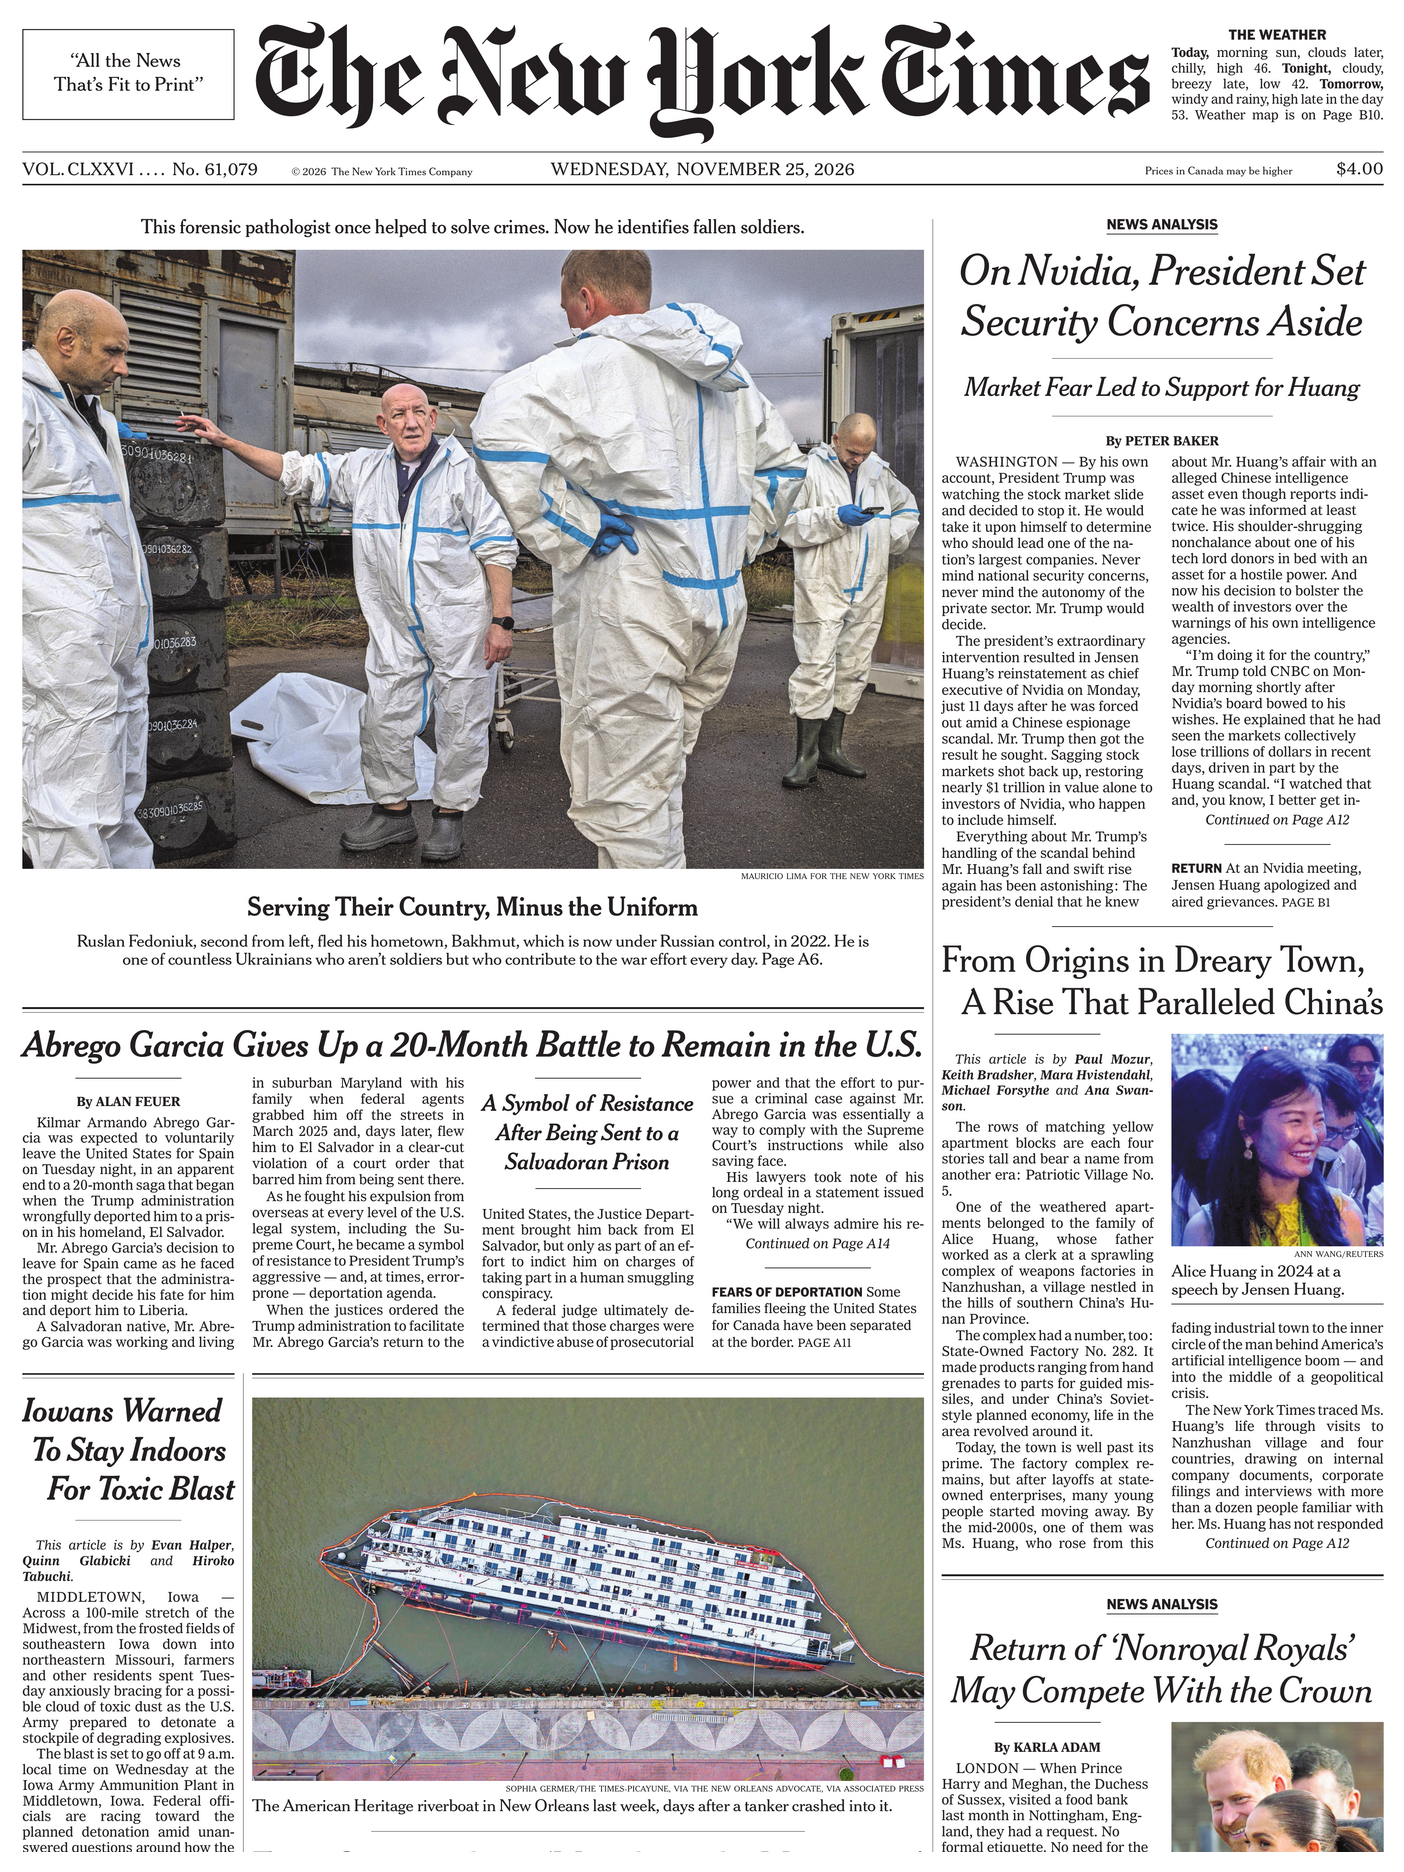 “All the News
That’s Fit to Print”
The New York Times
THE WEATHER
Today, morning sun, clouds later,
chilly, high 46. Tonight, cloudy,
breezy late, low 42. Tomorrow,
windy and rainy, high late in the day
53. Weather map is on Page B10.
VOL. CLXXVI .... No. 61,079
© 2026 The New York Times Company
WEDNESDAY, NOVEMBER 25, 2026
Prices in Canada may be higher
$4.00
This forensic pathologist once helped to solve crimes. Now he identifies fallen soldiers.
30901036281
0901036282
01036283
0901036284
3830901036285
MAURICIO LIMA FOR THE NEW YORK TIMES
Serving Their Country, Minus the Uniform
Ruslan Fedoniuk, second from left, fled his hometown, Bakhmut, which is now under Russian control, in 2022. He is
one of countless Ukrainians who aren’t soldiers but who contribute to the war effort every day. Page A6.
NEWS ANALYSIS
On Nvidia, President Set
Security Concerns Aside
Market Fear Led to Support for Huang
By PETER BAKER
WASHINGTON — By his own
account, President Trump was
watching the stock market slide
and decided to stop it. He would
take it upon himself to determine
who should lead one of the na-
tion’s largest companies. Never
mind national security concerns,
never mind the autonomy of the
private sector. Mr. Trump would
decide.
The president’s extraordinary
intervention resulted in Jensen
Huang’s reinstatement as chief
executive of Nvidia on Monday,
just 11 days after he was forced
out amid a Chinese espionage
scandal. Mr. Trump then got the
result he sought. Sagging stock
markets shot back up, restoring
nearly $1 trillion in value alone to
investors of Nvidia, who happen
to include himself.
Everything about Mr. Trump’s
handling of the scandal behind
Mr. Huang’s fall and swift rise
again has been astonishing: The
president’s denial that he knew
about Mr. Huang’s affair with an
alleged Chinese intelligence
asset even though reports indi-
cate he was informed at least
twice. His shoulder-shrugging
nonchalance about one of his
tech lord donors in bed with an
asset for a hostile power. And
now his decision to bolster the
wealth of investors over the
warnings of his own intelligence
agencies.
“I’m doing it for the country,”
Mr. Trump told CNBC on Mon-
day morning shortly after
Nvidia’s board bowed to his
wishes. He explained that he had
seen the markets collectively
lose trillions of dollars in recent
days, driven in part by the
Huang scandal. “I watched that
and, you know, I better get in-
Continued on Page A12
RETURN At an Nvidia meeting,
Jensen Huang apologized and
aired grievances. PAGE B1
From Origins in Dreary Town,
A Rise That Paralleled China’s
This article is by Paul Mozur,
Keith Bradsher, Mara Hvistendahl,
Michael Forsythe and Ana Swan-
son.
The rows of matching yellow
apartment blocks are each four
stories tall and bear a name from
another era: Patriotic Village No.
5.
One of the weathered apart-
ments belonged to the family of
Alice Huang, whose father
worked as a clerk at a sprawling
complex of weapons factories in
Nanzhushan, a village nestled in
the hills of southern China’s Hu-
nan Province.
The complex had a number, too:
State-Owned Factory No. 282. It
made products ranging from hand
grenades to parts for guided mis-
siles, and under China’s Soviet-
style planned economy, life in the
area revolved around it.
Today, the town is well past its
prime. The factory complex re-
mains, but after layoffs at state-
owned enterprises, many young
people started moving away. By
the mid-2000s, one of them was
Ms. Huang, who rose from this
ANN WANG/REUTERS
Alice Huang in 2024 at a
speech by Jensen Huang.
fading industrial town to the inner
circle of the man behind America’s
artificial intelligence boom — and
into the middle of a geopolitical
crisis.
The New York Times traced Ms.
Huang’s life through visits to
Nanzhushan village and four
countries, drawing on internal
company documents, corporate
filings and interviews with more
than a dozen people familiar with
her. Ms. Huang has not responded
Continued on Page A12
Abrego Garcia Gives Up a 20-Month Battle to Remain in the U.S.
By ALAN FEUER
Kilmar Armando Abrego Gar-
cia was expected to voluntarily
leave the United States for Spain
on Tuesday night, in an apparent
end to a 20-month saga that began
when the Trump administration
wrongfully deported him to a pris-
on in his homeland, El Salvador.
Mr. Abrego Garcia’s decision to
leave for Spain came as he faced
the prospect that the administra-
tion might decide his fate for him
and deport him to Liberia.
A Salvadoran native, Mr. Abre-
go Garcia was working and living
in suburban Maryland with his
family when federal agents
grabbed him off the streets in
March 2025 and, days later, flew
him to El Salvador in a clear-cut
violation of a court order that
barred him from being sent there.
As he fought his expulsion from
overseas at every level of the U.S.
legal system, including the Su-
preme Court, he became a symbol
of resistance to President Trump’s
aggressive — and, at times, error-
prone — deportation agenda.
When the justices ordered the
Trump administration to facilitate
Mr. Abrego Garcia’s return to the
A Symbol of Resistance
After Being Sent to a
Salvadoran Prison
United States, the Justice Depart-
ment brought him back from El
Salvador, but only as part of an ef-
fort to indict him on charges of
taking part in a human smuggling
conspiracy.
A federal judge ultimately de-
termined that those charges were
a vindictive abuse of prosecutorial
power and that the effort to pur-
sue a criminal case against Mr.
Abrego Garcia was essentially a
way to comply with the Supreme
Court’s instructions while also
saving face.
His lawyers took note of his
long ordeal in a statement issued
on Tuesday night.
“We will always admire his re-
Continued on Page A14
FEARS OF DEPORTATION Some
families fleeing the United States
for Canada have been separated
at the border. PAGE A11
Iowans Warned
To Stay Indoors
For Toxic Blast
This article is by Evan Halper,
Quinn Glabicki and Hiroko
Tabuchi.
MIDDLETOWN, Iowa —
Across a 100-mile stretch of the
Midwest, from the frosted fields of
southeastern Iowa down into
northeastern Missouri, farmers
and other residents spent Tues-
day anxiously bracing for a possi-
ble cloud of toxic dust as the U.S.
Army prepared to detonate a
stockpile of degrading explosives.
The blast is set to go off at 9 a.m.
local time on Wednesday at the
Iowa Army Ammunition Plant in
Middletown, Iowa. Federal offi-
cials are racing toward the
planned detonation amid unan-
swered questions around how the
SOPHIA GERMER/THE TIMES-PICAYUNE, VIA THE NEW ORLEANS ADVOCATE, VIA ASSOCIATED PRESS
The American Heritage riverboat in New Orleans last week, days after a tanker crashed into it.
NEWS ANALYSIS
Return of ‘Nonroyal Royals’
May Compete With the Crown
By KARLA ADAM
LONDON — When Prince
Harry and Meghan, the Duchess
of Sussex, visited a food bank
last month in Nottingham, Eng-
land, they had a request. No
formal etiquette. No need for the